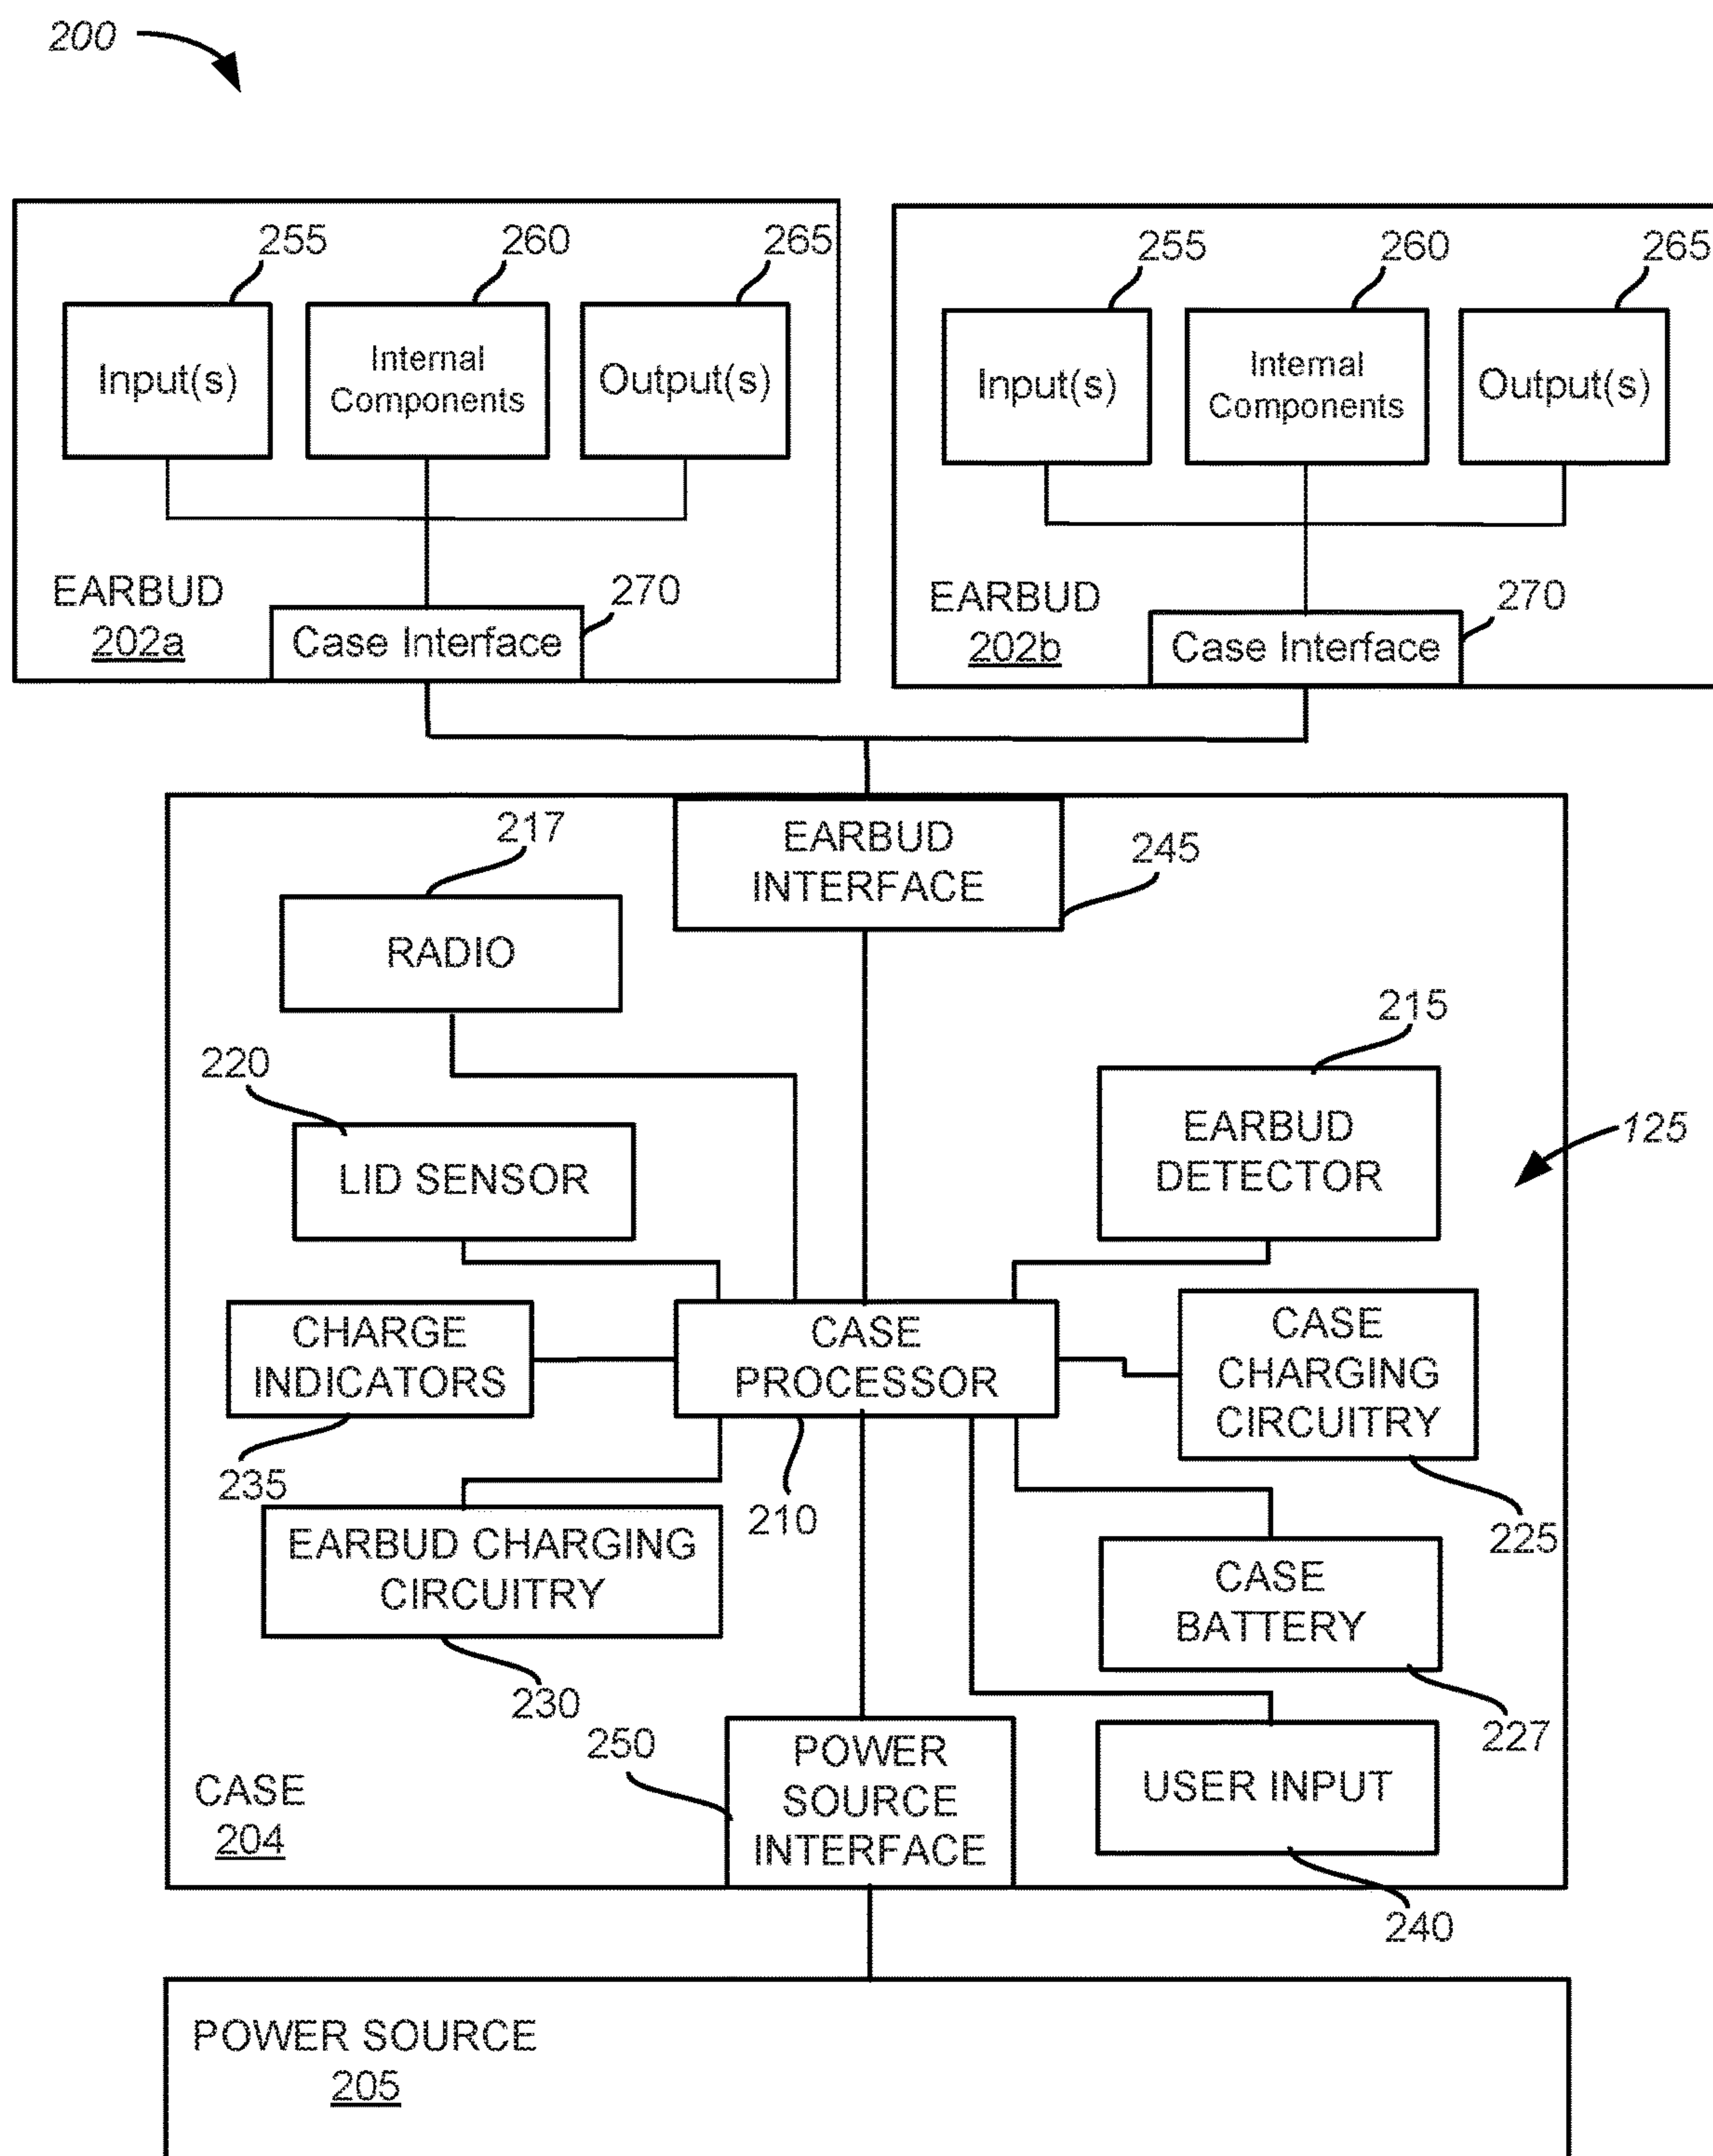 200
255
260
265
Input(s)
Internal
Components
Output(s)
EARBUD
202a
Case Interface
270
255
260
265
Input(s)
Internal
Components
Output(s)
EARBUD
202b
Case Interface
270
EARBUD
INTERFACE
245
217
RADIO
215
EARBUD
DETECTOR
220
LID SENSOR
125
CHARGE
INDICATORS
235
CASE
PROCESSOR
210
CASE
CHARGING
CIRCUITRY
225
EARBUD CHARGING
CIRCUITRY
230
CASE
BATTERY
227
250
POWER
SOURCE
INTERFACE
USER INPUT
240
CASE
204
POWER SOURCE
205